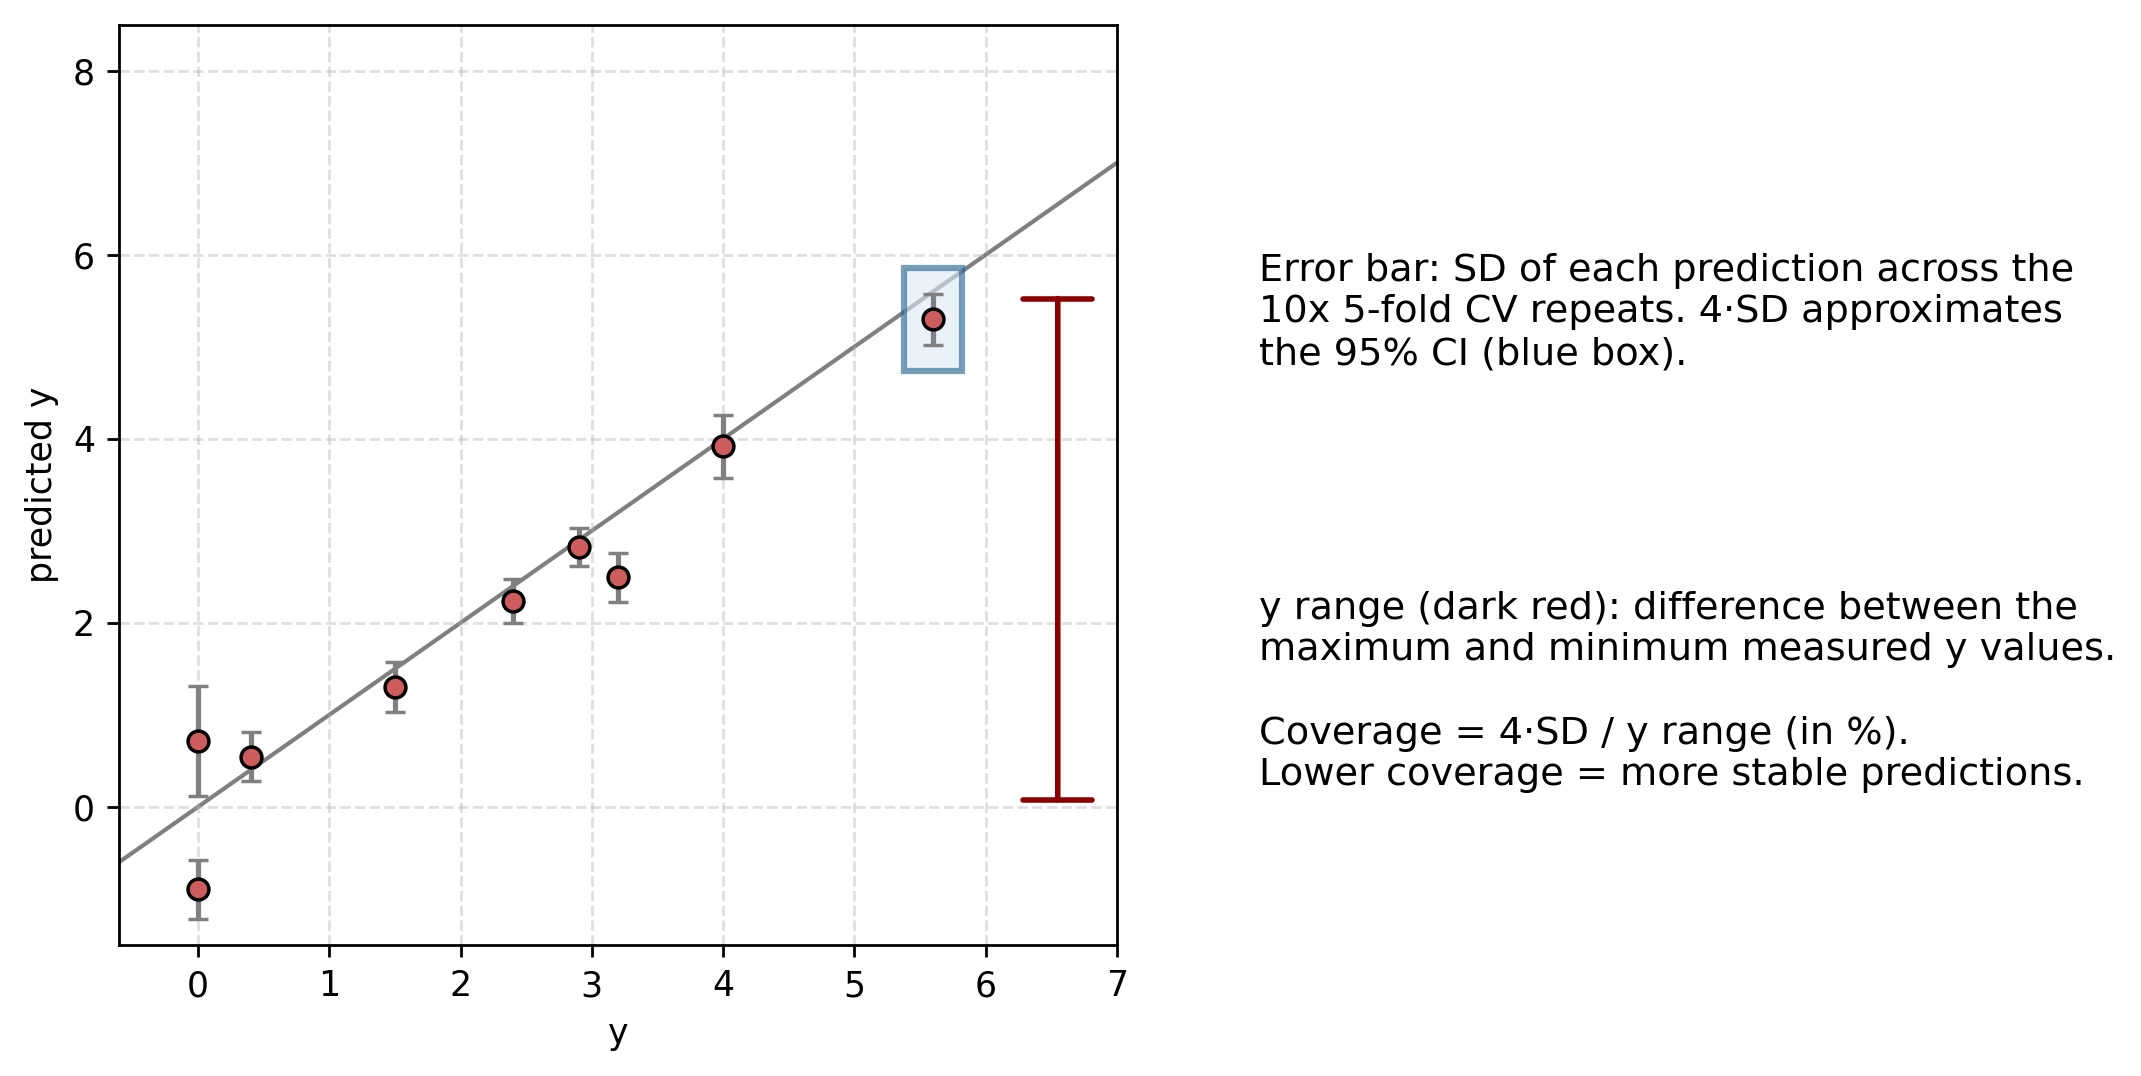 8
6
4
2
0
predicted y
0 1 2 3 4 5 6 7
y
Error bar: SD of each prediction across the
10x 5-fold CV repeats. 4·SD approximates
the 95% CI (blue box).
y range (dark red): difference between the
maximum and minimum measured y values.
Coverage = 4·SD / y range (in %).
Lower coverage = more stable predictions.